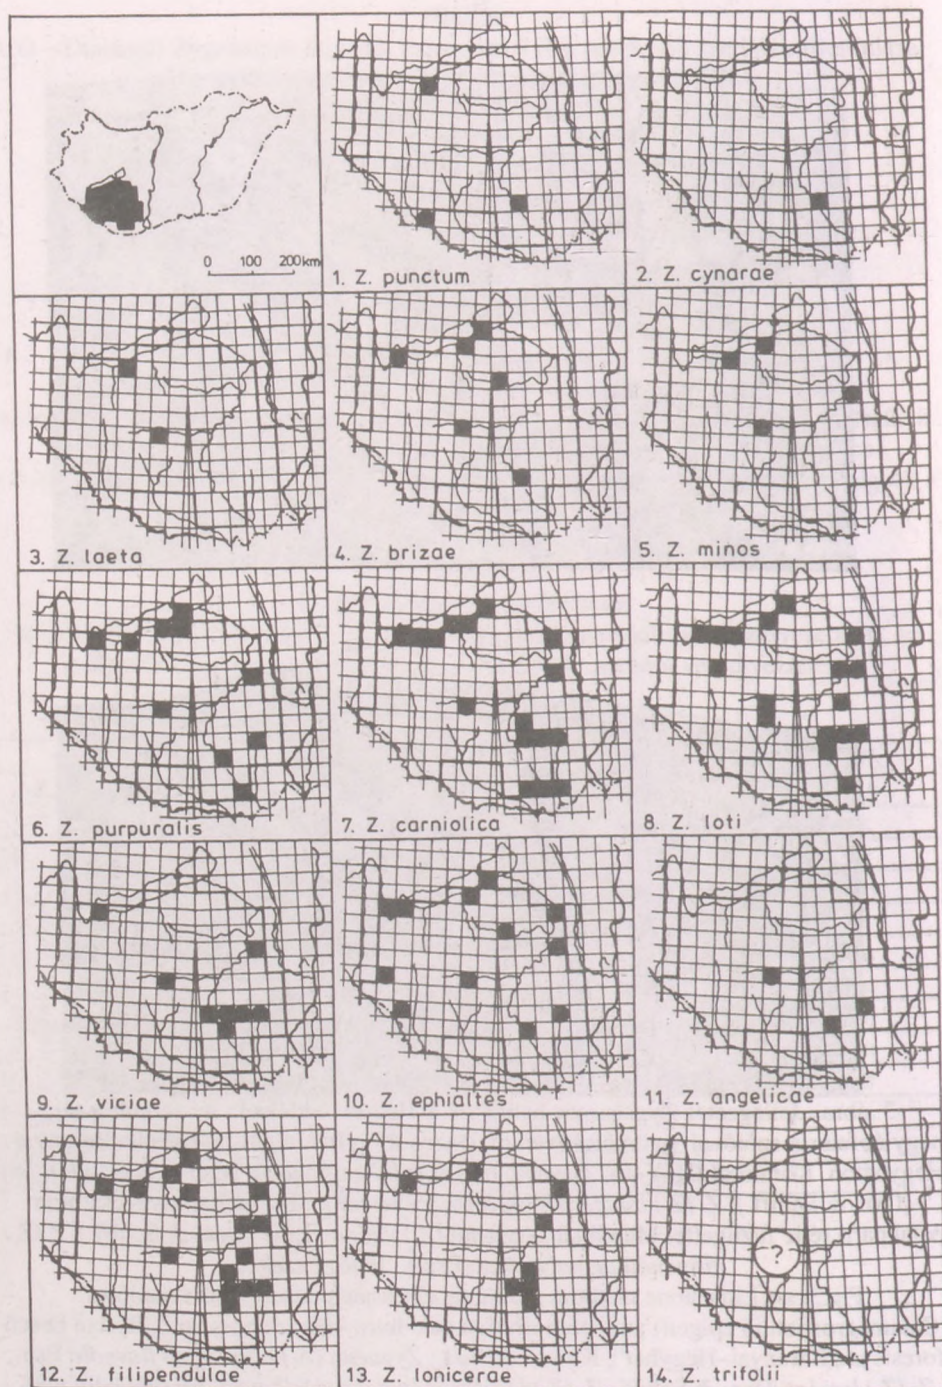 0 100 200km
1. Z. punctum
2. Z. cynarae
3. Z. laeta
4. Z. brizae
5. Z. minos
6. Z. purpuralis
7. Z. carniolica
8. Z. loti
9. Z. viciae
10. Z. ephialtes
11. Z. angelicae
12. Z. filipendulae
13. Z. lonicerae
14. Z. trifolii
?